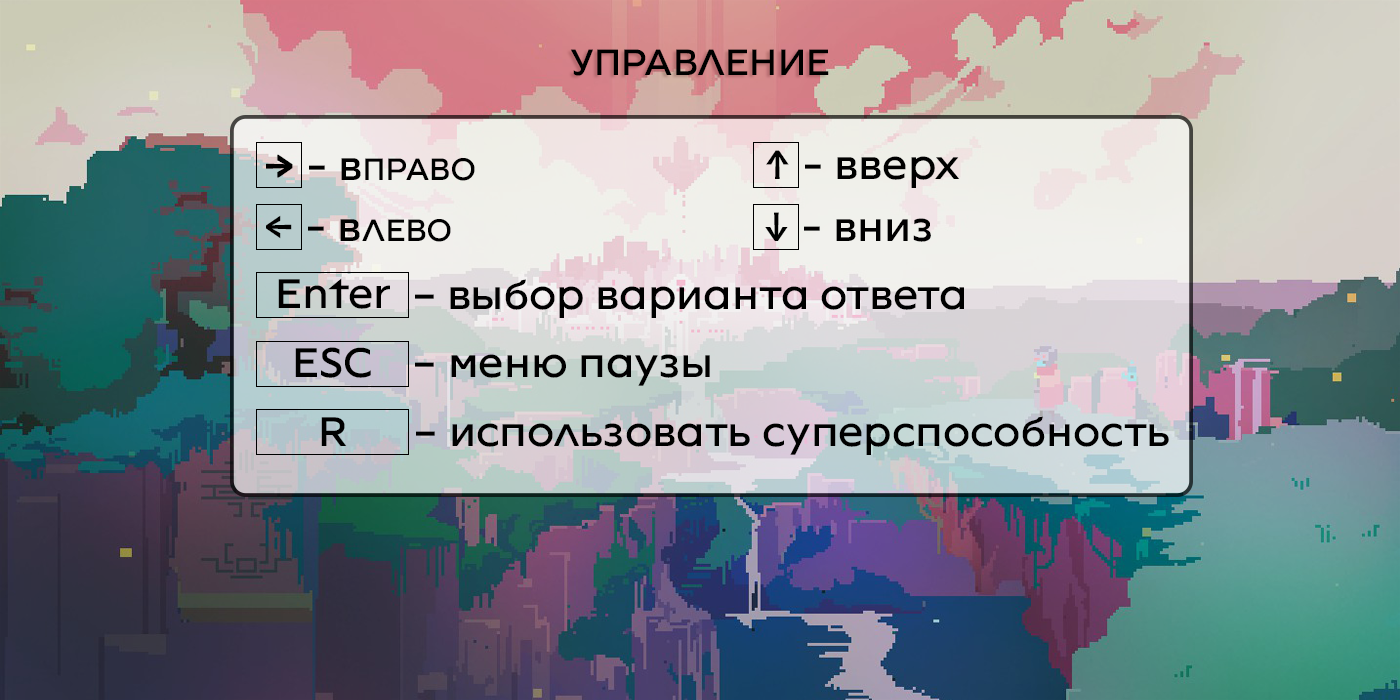 УПРАВЛЕНИЕ
→ – ВПРАВО ↑ – вверх
← – ВЛЕВО ↓ – вниз
Enter – выбор варианта ответа
ESC – меню паузы
R – использовать суперспособность